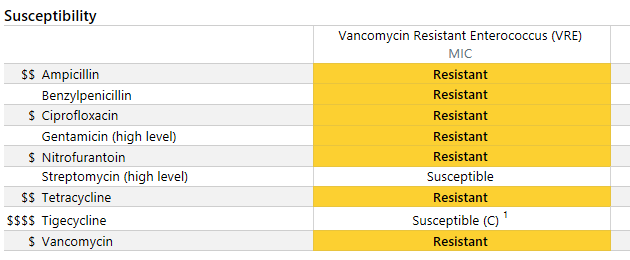 Susceptibility
Vancomycin Resistant Enterococcus (VRE)
MIC
$$ Ampicillin Resistant
Benzylpenicillin Resistant
$ Ciprofloxacin Resistant
Gentamicin (high level) Resistant
$ Nitrofurantoin Resistant
Streptomycin (high level) Susceptible
$$ Tetracycline Resistant
$$$$ Tigecycline Susceptible (C) 1
$ Vancomycin Resistant